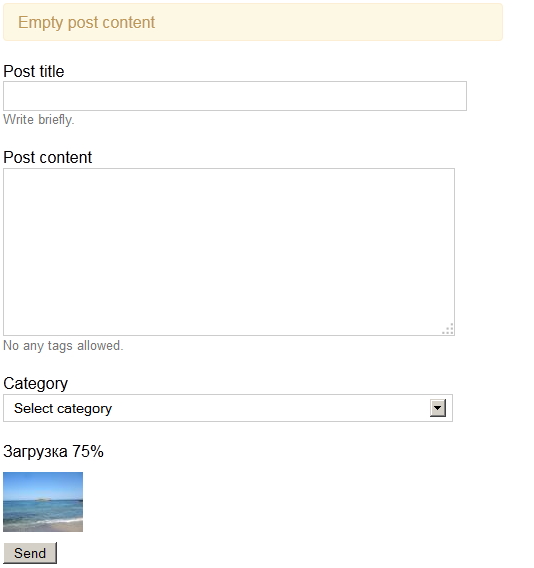 Empty post content
Post title
Write briefly.
Post content
No any tags allowed.
Category
Select category
Загрузка 75%
Send